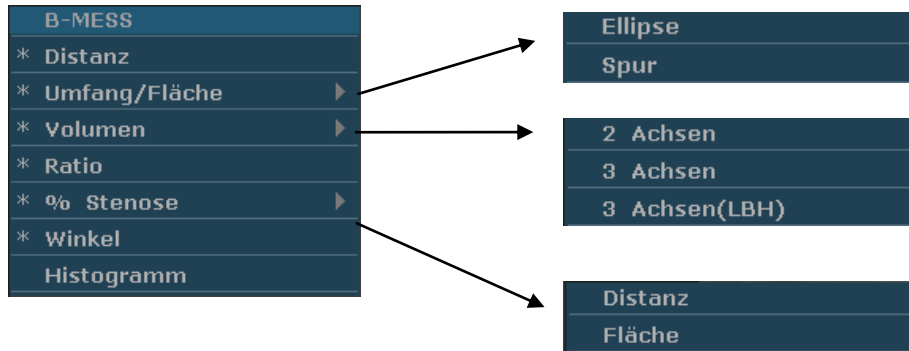 B-MESS
* Distanz
* Umfang/Fläche
* Volumen
* Ratio
* % Stenose
* Winkel
Histogramm
Ellipse
Spur
2 Achsen
3 Achsen
3 Achsen(LBH)
Distanz
Fläche